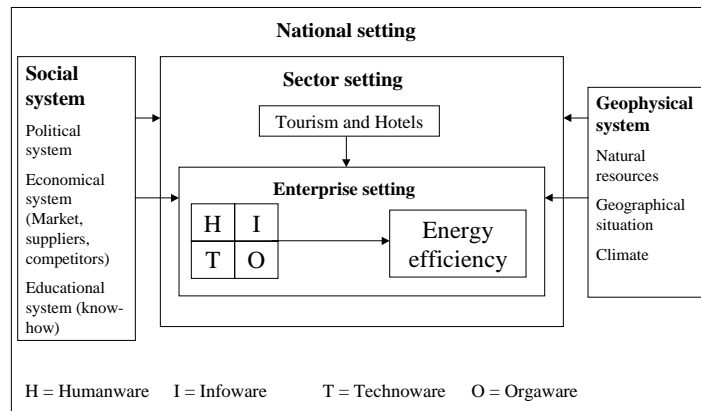 National setting
Social
system
Political
system
Economical
system
(Market,
suppliers,
competitors)
Educational
system (know-
how)
Sector setting
Tourism and Hotels
Enterprise setting
H I
T O
Energy
efficiency
Geophysical
system
Natural
resources
Geographical
situation
Climate
H = Humanware I = Infoware T = Technoware O = Orgaware